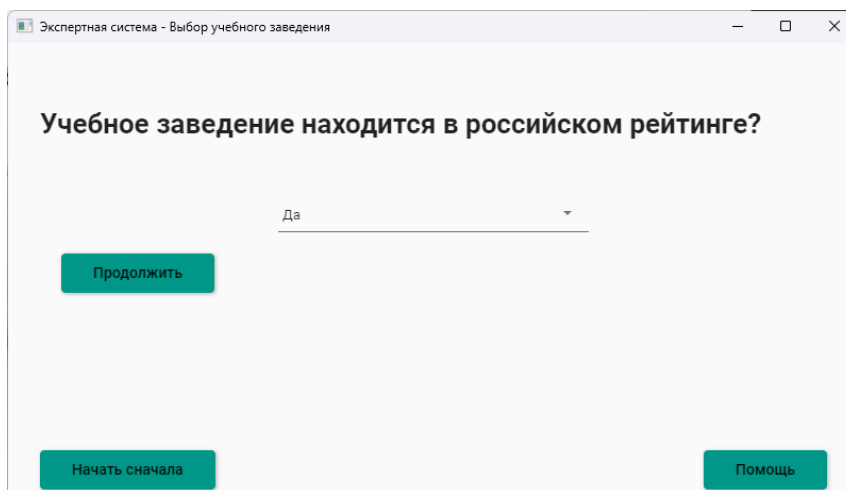 Экспертная система - Выбор учебного заведения
Учебное заведение находится в российском рейтинге?
Да
Продолжить
Начать сначала
Помощь